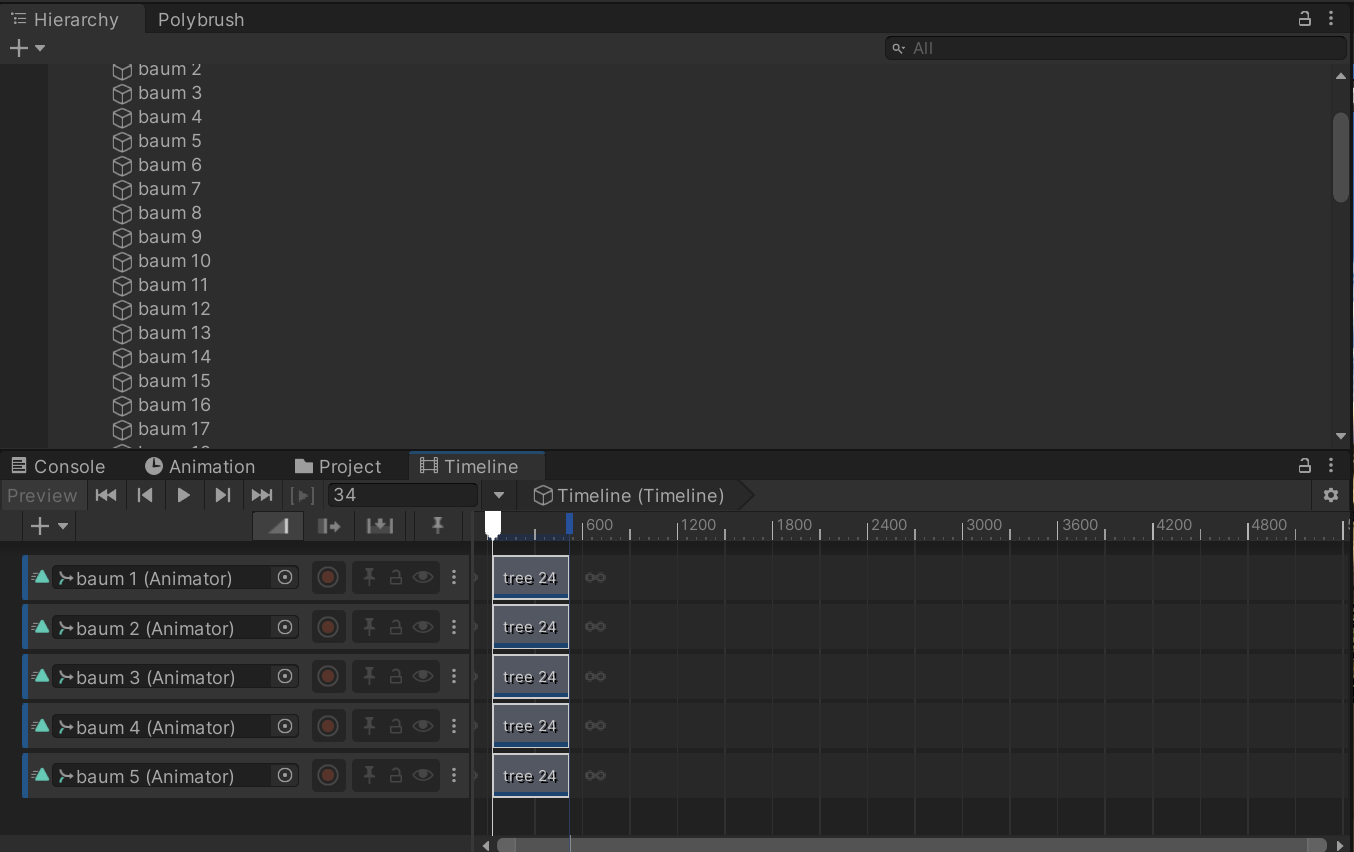 Hierarchy Polybrush
All
baum 2
baum 3
baum 4
baum 5
baum 6
baum 7
baum 8
baum 9
baum 10
baum 11
baum 12
baum 13
baum 14
baum 15
baum 16
baum 17
Console Animation Project Timeline
Preview 34 Timeline (Timeline)
600 1200 1800 2400 3000 3600 4200 4800
baum 1 (Animator) tree 24
baum 2 (Animator) tree 24
baum 3 (Animator) tree 24
baum 4 (Animator) tree 24
baum 5 (Animator) tree 24